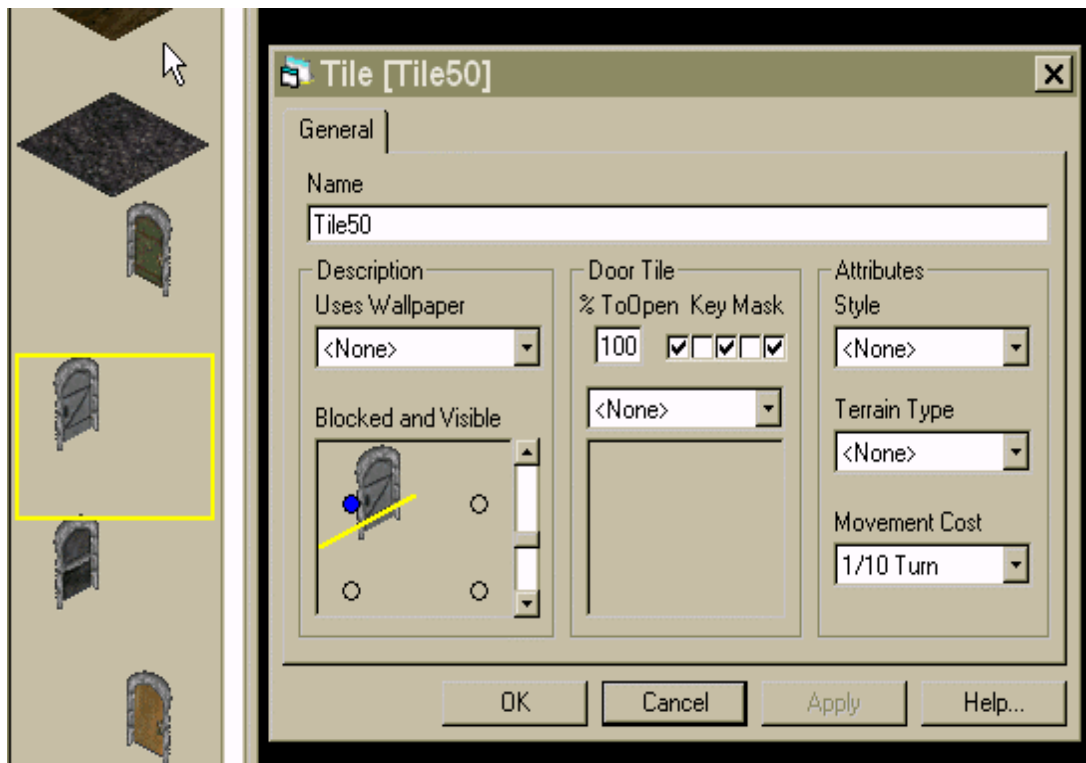 Tile [Tile50]
General
Name
Tile50
Description
Door Tile
Attributes
Uses Wallpaper
% ToOpen Key Mask
Style
<None>
100
<None>
Blocked and Visible
<None>
Terrain Type
<None>
Movement Cost
1/10 Turn
OK
Cancel
Apply
Help...